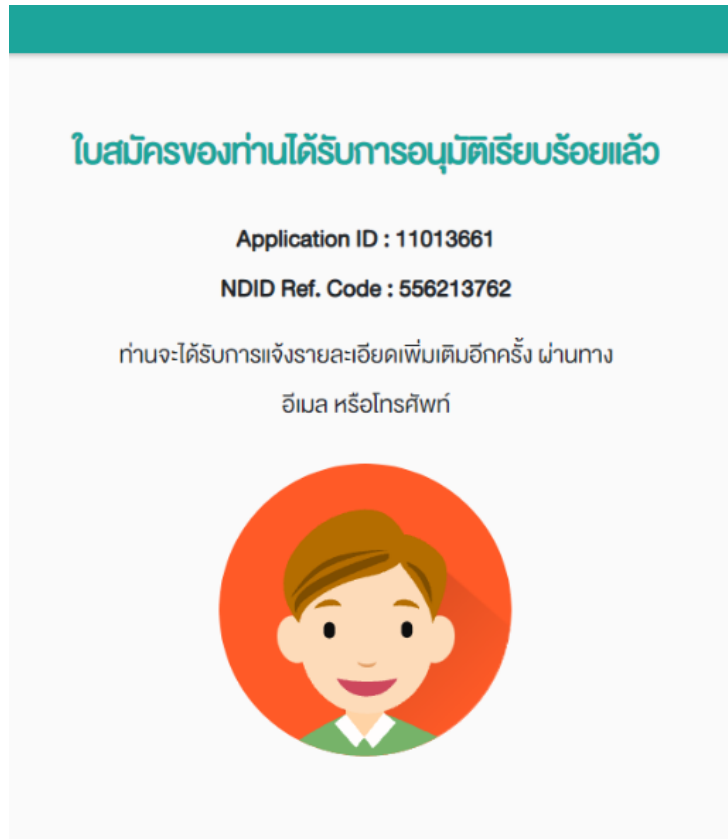 ใบสมัครของท่านได้รับการอนุมัติเรียบร้อยแล้ว
Application ID : 11013661
NDID Ref. Code : 556213762
ท่านจะได้รับการแจ้งรายละเอียดเพิ่มเติมอีกครั้ง ผ่านทาง
อีเมล หรือโทรศัพท์